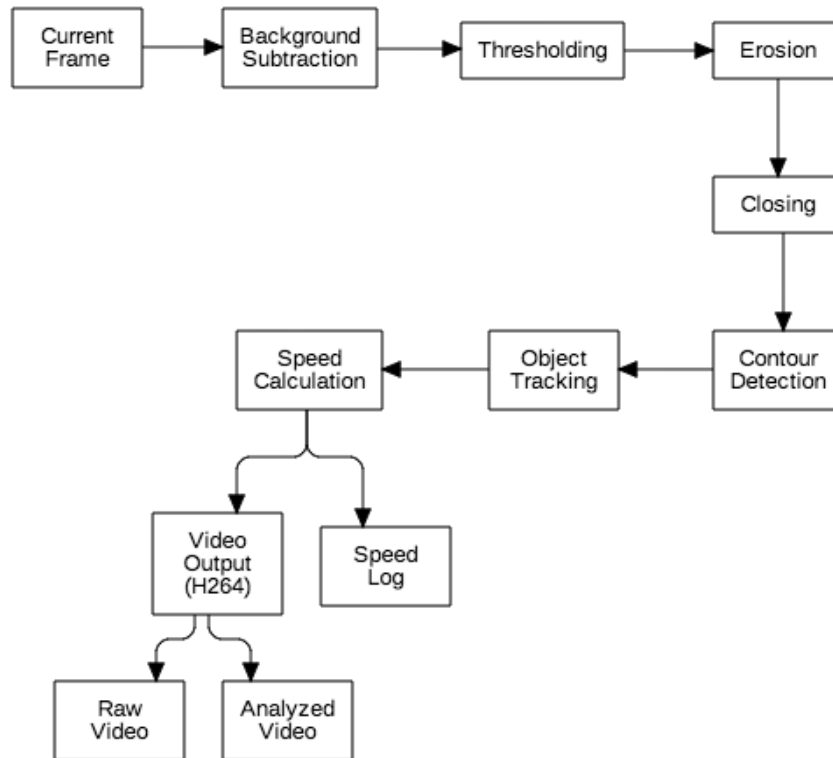 Current
Frame
Background
Subtraction
Thresholding
Erosion
Closing
Contour
Detection
Object
Tracking
Speed
Calculation
Video
Output
(H264)
Speed
Log
Raw
Video
Analyzed
Video